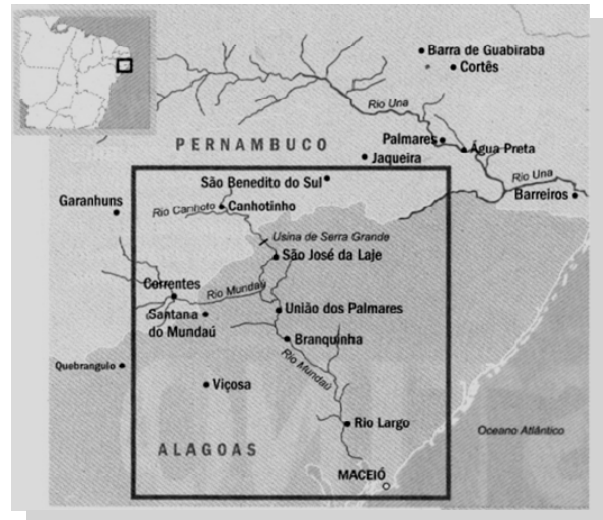 Barra de Guabiraba
Cortês
Rio Una
PERNAMBUCO
Palmares
Água Preta
Jaqueira
Rio Una
São Benedito do Sul
Garanhuns
Barreiros
Rio Canhoto
Canhotinho
Usina de Serra Grande
São José da Laje
Correntes
Rio Mundaú
Santana
do Mundaú
União dos Palmares
Branquinha
Quebrangulo
Rio Mundaú
Viçosa
Rio Largo
Oceano Atlântico
ALAGOAS
MACEIÓ